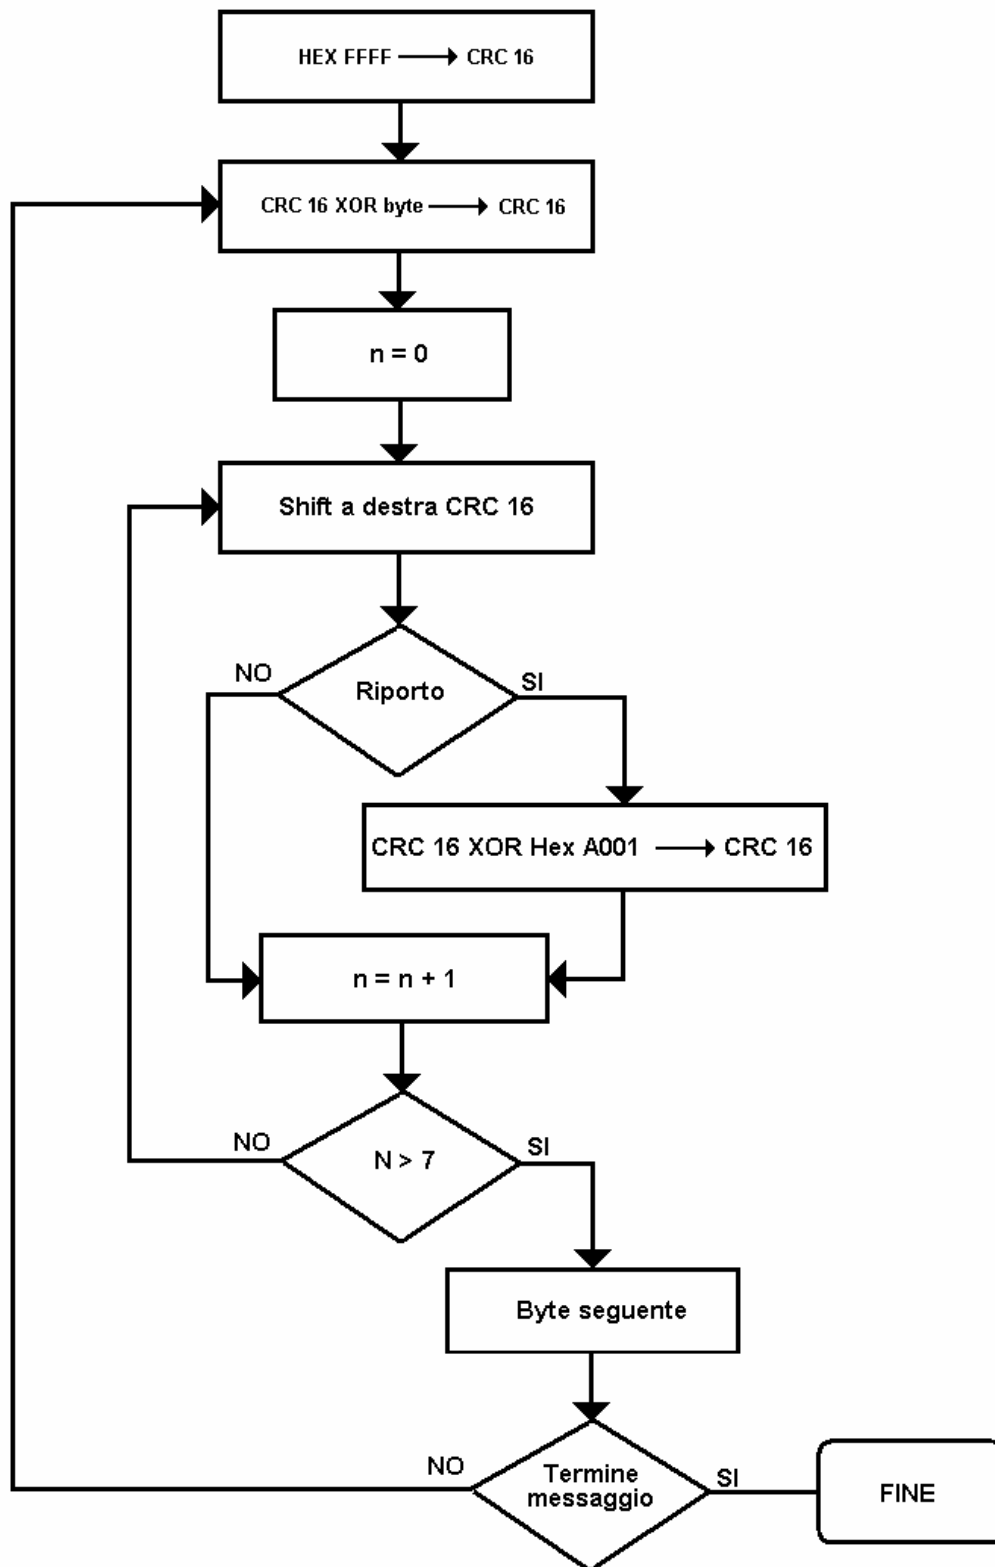 HEX FFFF → CRC 16
CRC 16 XOR byte → CRC 16
n = 0
Shift a destra CRC 16
NO
Riporto
SI
CRC 16 XOR Hex A001 → CRC 16
n = n + 1
NO
N > 7
SI
Byte seguente
NO
Termine
messaggio
SI
FINE